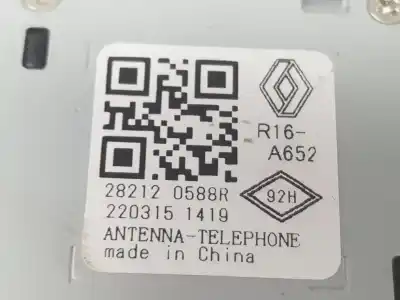 R16-
A652
28212 0588R
92H
220315 1419
ANTENNA-TELEPHONE
made in China